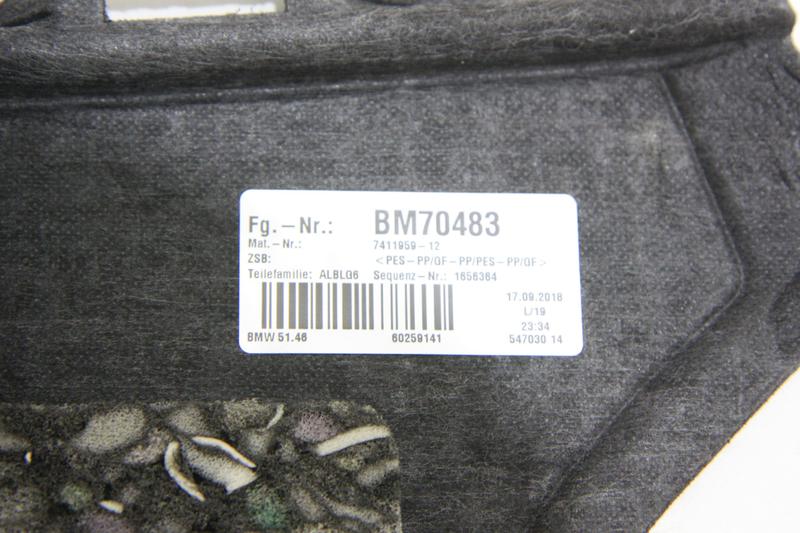 Fg.–Nr.: BM70483
Mat.–Nr.: 7411959–12
ZSB: <PES–PP/GF–PP/PES–PP/GF>
Teilefamilie: ALBLG6 Sequenz–Nr.: 1656364
17.09.2018
L/19
23:34
BMW 51.46 60259141 547030 14